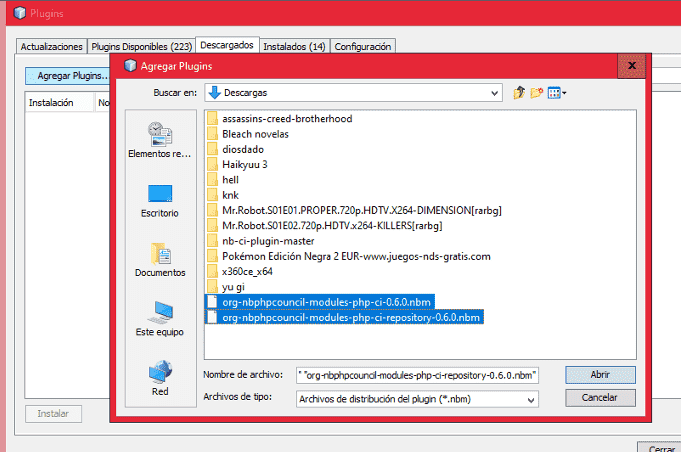 Plugins
Actualizaciones Plugins Disponibles (223) Descargados Instalados (14) Configuración
Agregar Plugins...
Instalación No
Agregar Plugins
Buscar en: Descargas
Elementos re...
Escritorio
Documentos
Este equipo
Red
assassins-creed-brotherhood
Bleach novelas
diosdado
Haikyuu 3
hell
knk
Mr.Robot.S01E01.PROPER.720p.HDTV.X264-DIMENSION[rarbg]
Mr.Robot.S01E02.720p.HDTV.x264-KILLERS[rarbg]
nb-ci-plugin-master
Pokémon Edición Negra 2 EUR-www.juegos-nds-gratis.com
x360ce_x64
yu gi
org-nbphpcouncil-modules-php-ci-0.6.0.nbm
org-nbphpcouncil-modules-php-ci-repository-0.6.0.nbm
Nombre de archivo: " "org-nbphpcouncil-modules-php-ci-repository-0.6.0.nbm" Abrir
Archivos de tipo: Archivos de distribución del plugin (*.nbm) Cancelar
Instalar
Cerrar